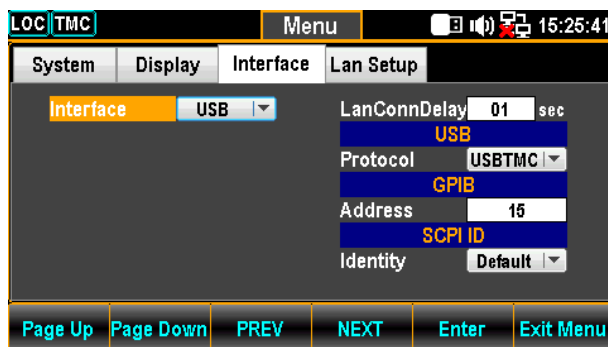 LOC TMC Menu 15:25:41
System Display Interface Lan Setup
Interface USB LanConnDelay 01 sec
USB
Protocol USBTMC
GPIB
Address 15
SCPI ID
Identity Default
Page Up Page Down PREV NEXT Enter Exit Menu